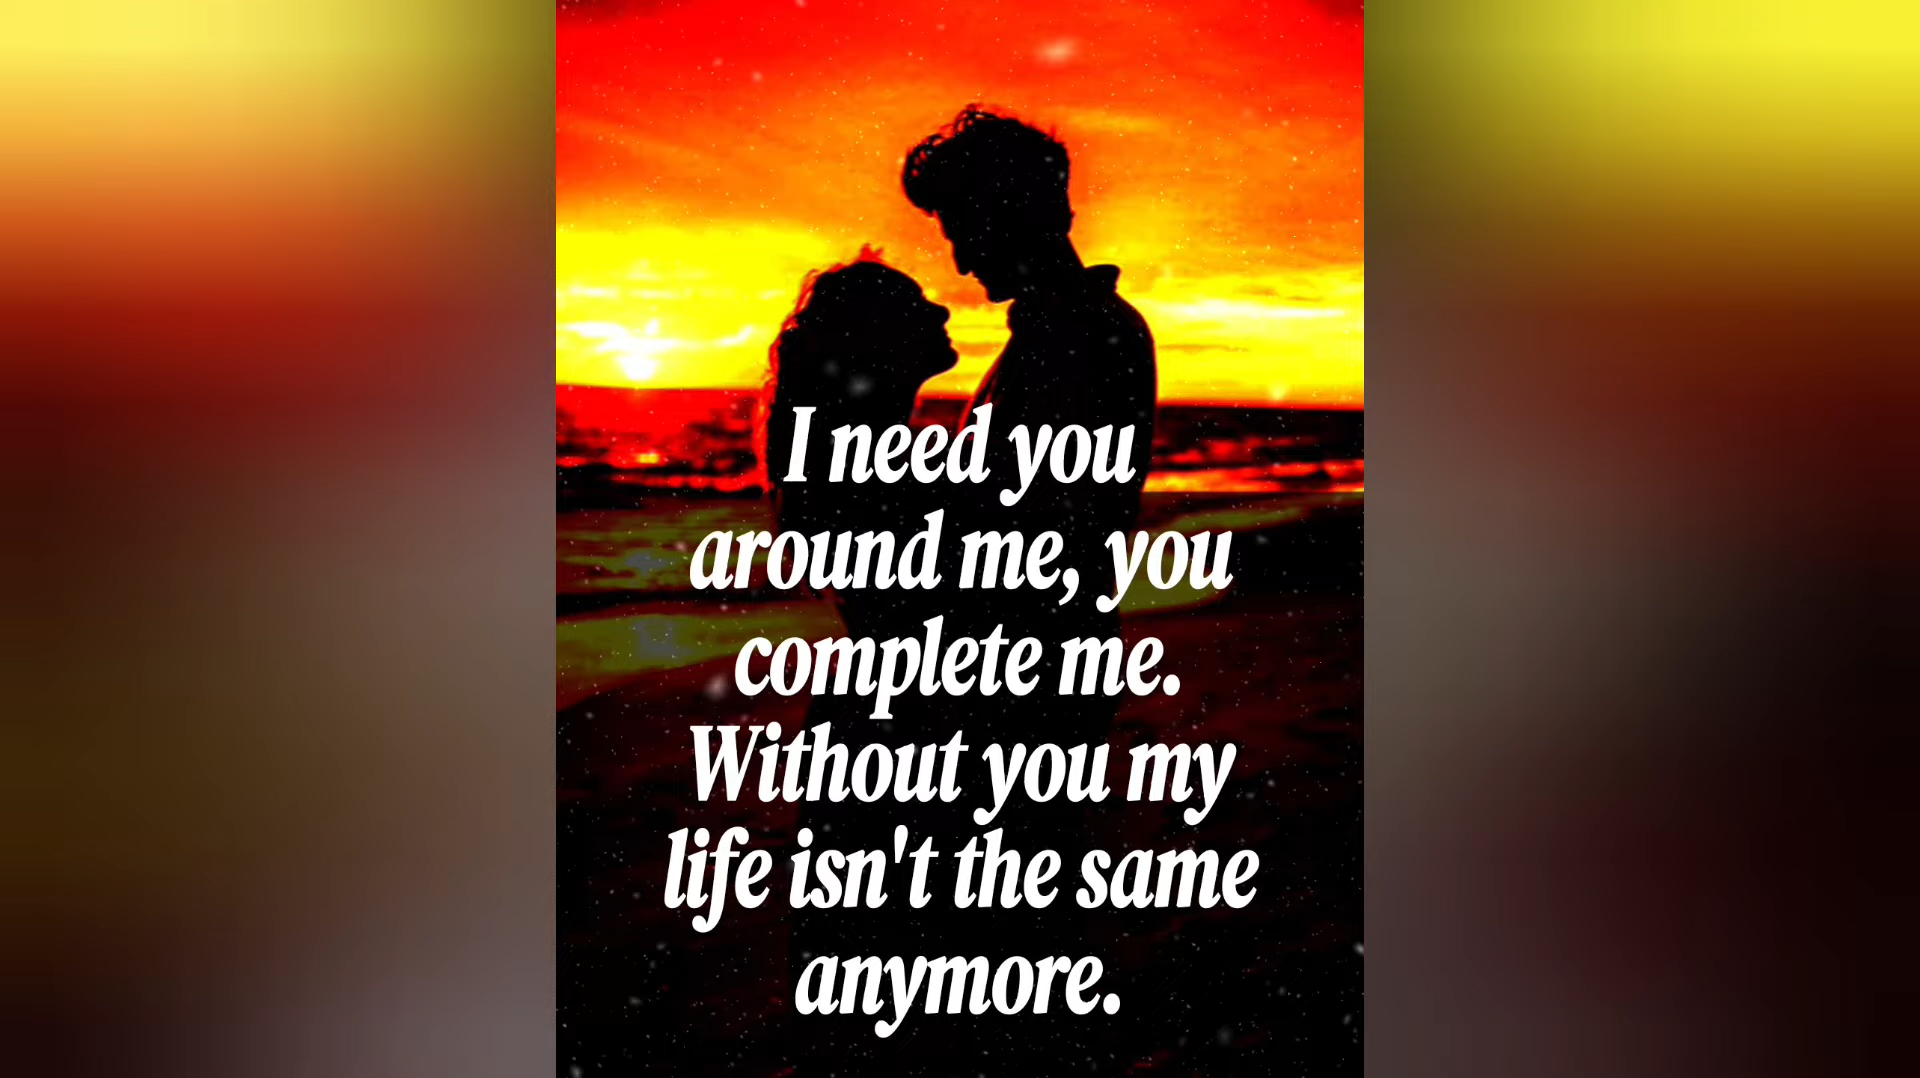 I need you
around me, you
complete me.
Without you my
life isn't the same
anymore.